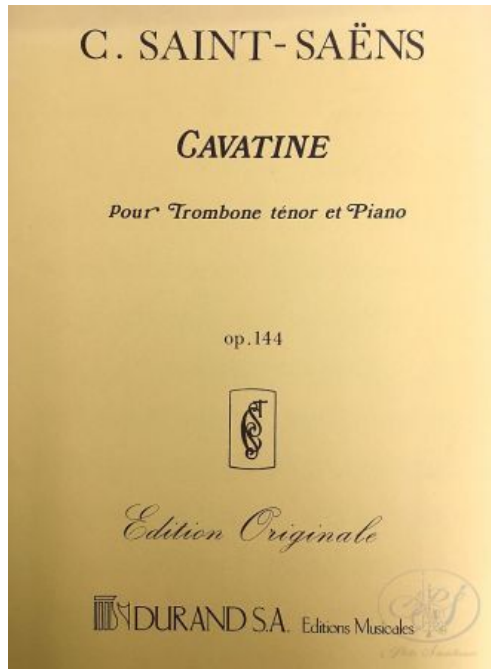 C. SAINT-SAËNS
CAVATINE
Pour Trombone ténor et Piano
op.144
Edition Originale
DURAND S.A. Editions Musicales